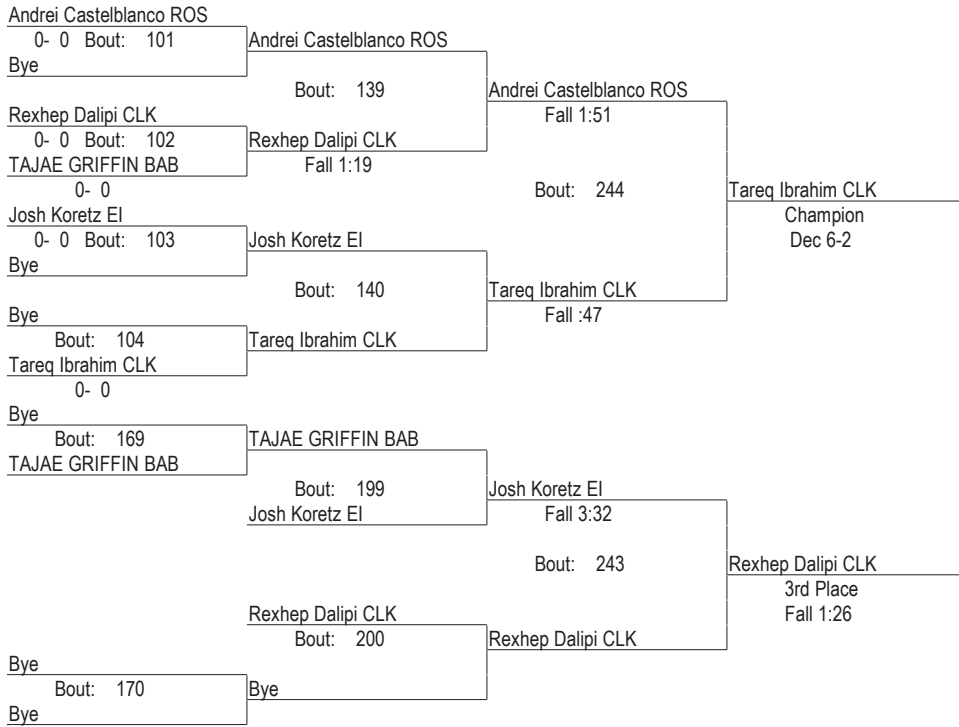 Andrei Castelblanco ROS
0- 0 Bout: 101
Andrei Castelblanco ROS
Bye
Bout: 139
Andrei Castelblanco ROS
Rexhep Dalipi CLK
Fall 1:51
0- 0 Bout: 102
Rexhep Dalipi CLK
TAJAE GRIFFIN BAB
Fall 1:19
0- 0
Bout: 244
Tareq Ibrahim CLK
Josh Koretz EI
Champion
0- 0 Bout: 103
Josh Koretz EI
Dec 6-2
Bye
Bout: 140
Tareq Ibrahim CLK
Bye
Fall :47
Bout: 104
Tareq Ibrahim CLK
Tareq Ibrahim CLK
0- 0
Bye
Bout: 169
TAJAE GRIFFIN BAB
TAJAE GRIFFIN BAB
Bout: 199
Josh Koretz EI
Josh Koretz EI
Fall 3:32
Bout: 243
Rexhep Dalipi CLK
3rd Place
Rexhep Dalipi CLK
Fall 1:26
Bout: 200
Rexhep Dalipi CLK
Bye
Bout: 170
Bye
Bye